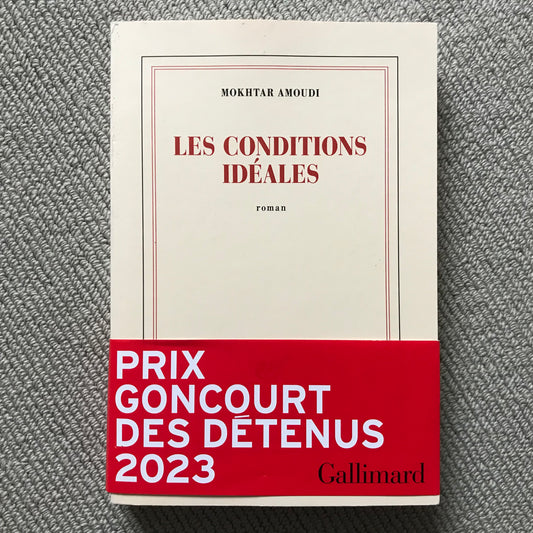 MOKHTAR AMOUDI
LES CONDITIONS
IDÉALES
roman
PRIX
GONCOURT
DES DÉTENUS
2023
Gallimard